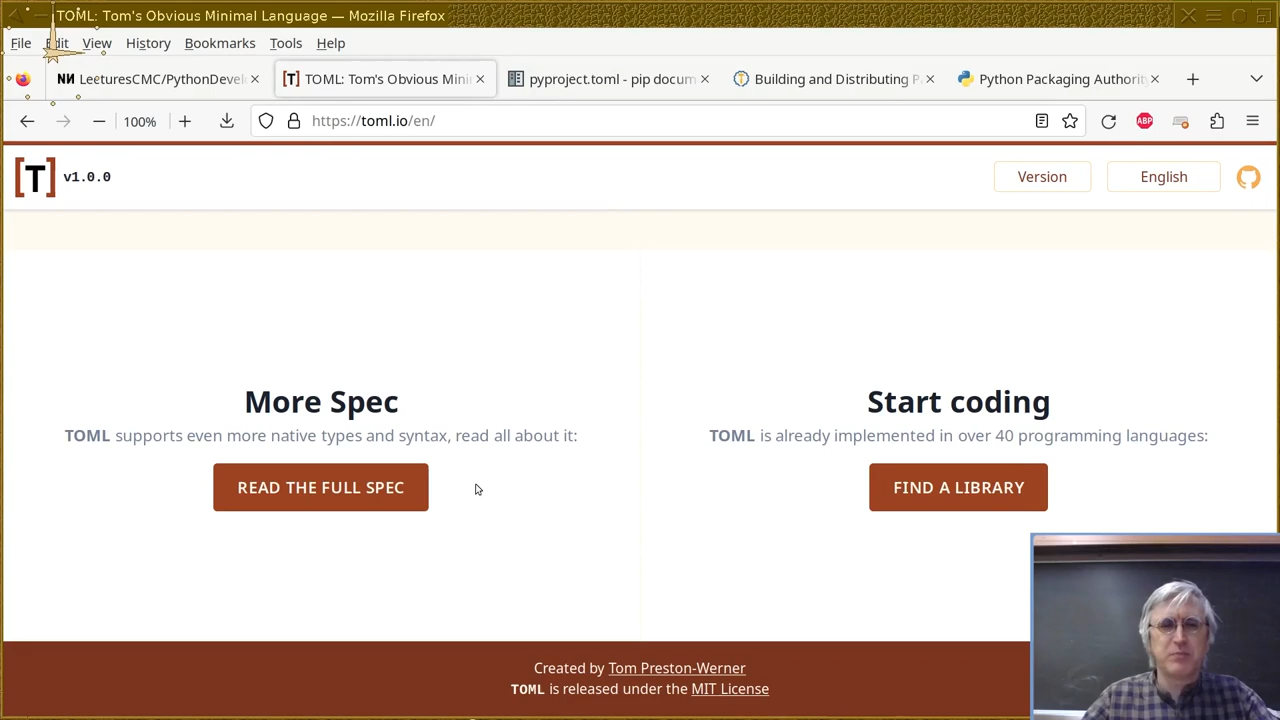 TOML: Tom's Obvious Minimal Language — Mozilla Firefox
File Edit View History Bookmarks Tools Help
LecturesCMC/PythonDevel TOML: Tom's Obvious Mini pyproject.toml - pip docum Building and Distributing P Python Packaging Authority
100% https://toml.io/en/ ABP
[T] v1.0.0 Version English
More Spec
TOML supports even more native types and syntax, read all about it:
READ THE FULL SPEC
Start coding
TOML is already implemented in over 40 programming languages:
FIND A LIBRARY
Created by Tom Preston-Werner
TOML is released under the MIT License